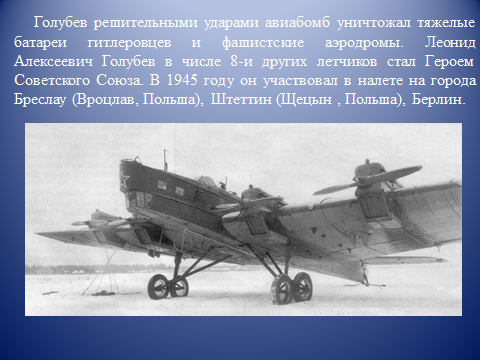 Голубев решительными ударами авиабомб уничтожал тяжелые
батареи гитлеровцев и фашистские аэродромы. Леонид
Алексеевич Голубев в числе 8-и других летчиков стал Героем
Советского Союза. В 1945 году он участвовал в налете на города
Бреслау (Вроцлав, Польша), Штеттин (Щецын , Польша), Берлин.